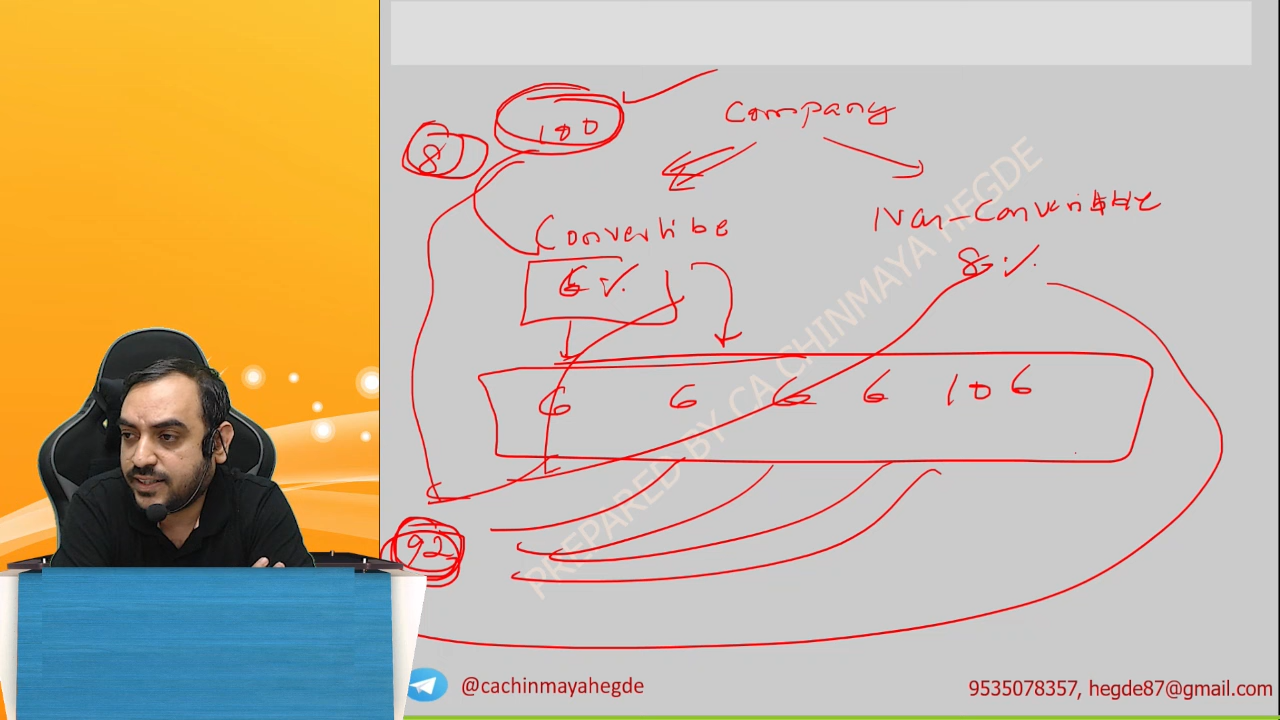 Company
100
8
Convertibe
Non-Convertible
6%
8%
6 6 6 6 106
92
PREPARED BY CA CHINMAYA HEGDE
@cachinmayahegde
9535078357, hegde87@gmail.com